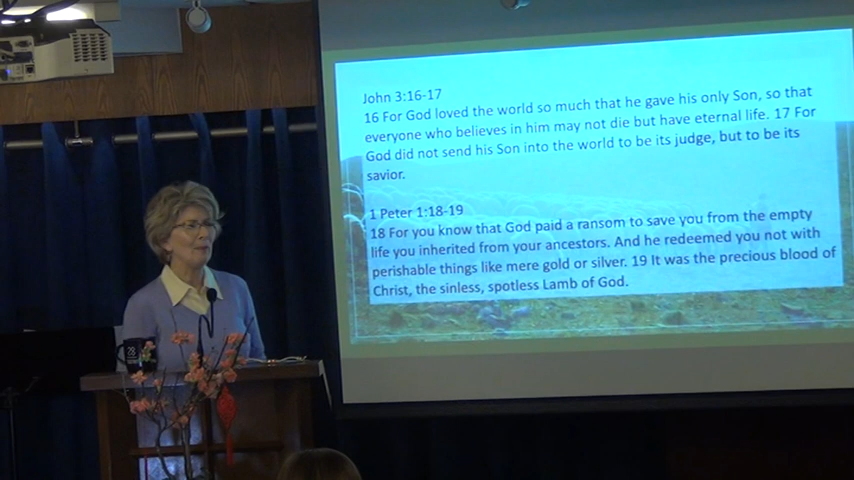 John 3:16-17
16 For God loved the world so much that he gave his only Son, so that
everyone who believes in him may not die but have eternal life. 17 For
God did not send his Son into the world to be its judge, but to be its
savior.
1 Peter 1:18-19
18 For you know that God paid a ransom to save you from the empty
life you inherited from your ancestors. And he redeemed you not with
perishable things like mere gold or silver. 19 It was the precious blood of
Christ, the sinless, spotless Lamb of God.